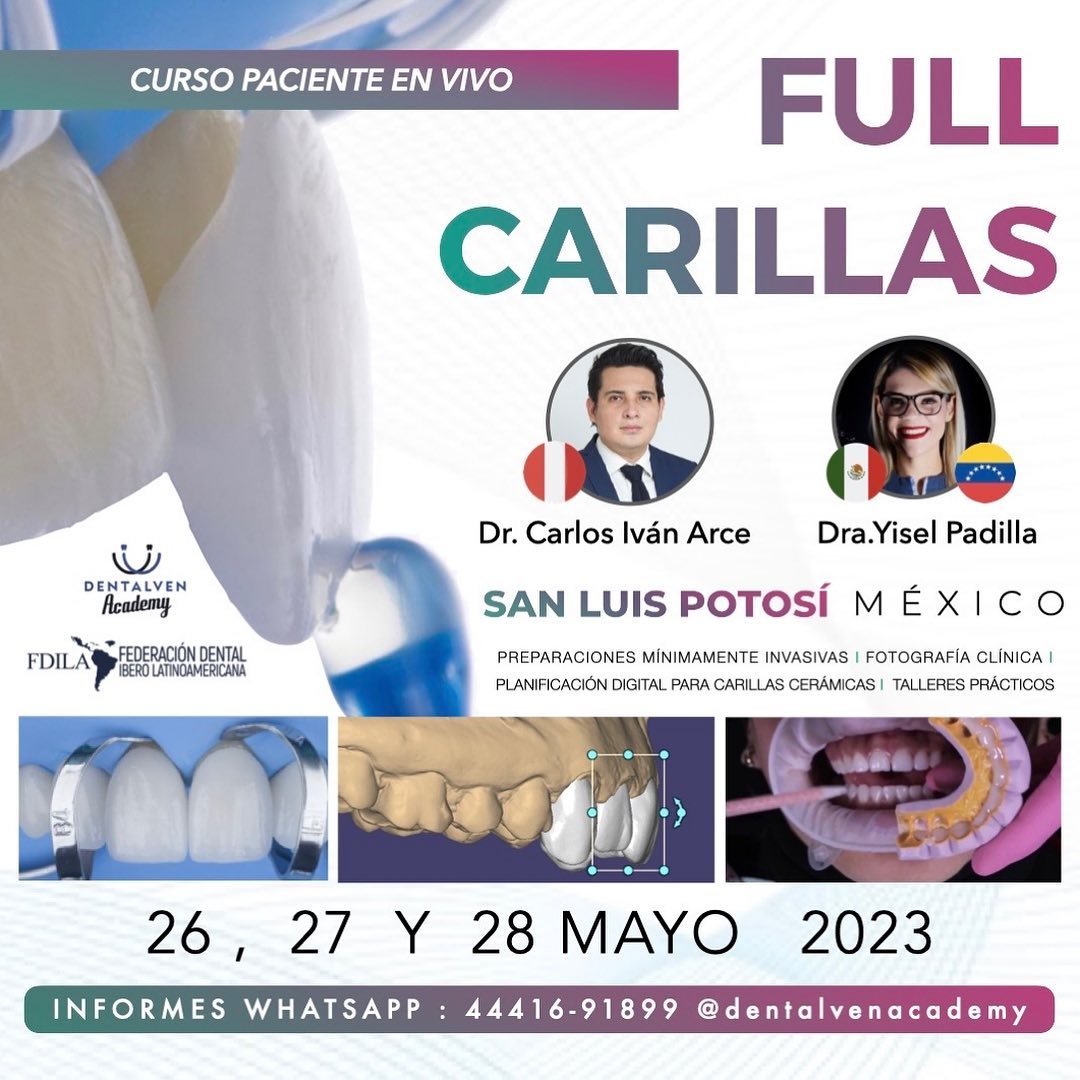 CURSO PACIENTE EN VIVO
FULL
CARILLAS
Dr. Carlos Iván Arce
Dra.Yisel Padilla
DENTALVEN
Academy
FDILA
FEDERACIÓN DENTAL
IBERO LATINOAMERICANA
SAN LUIS POTOSÍ MÉXICO
PREPARACIONES MÍNIMAMENTE INVASIVAS I FOTOGRAFÍA CLÍNICA I
PLANIFICACIÓN DIGITAL PARA CARILLAS CERÁMICAS I TALLERES PRÁCTICOS
26 , 27 Y 28 MAYO 2023
INFORMES WHATSAPP : 44416-91899 @dentalvenacademy